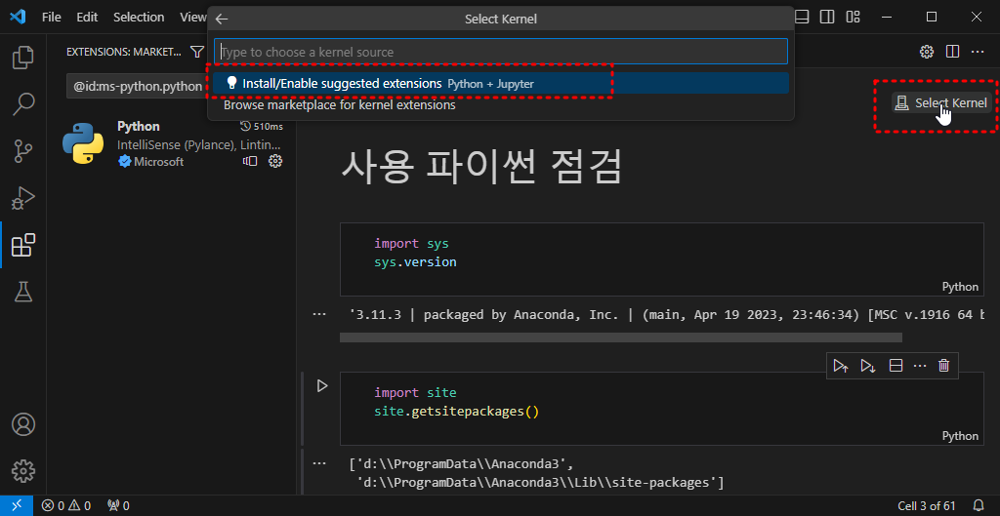 File Edit Selection View
Select Kernel
Type to choose a kernel source
Install/Enable suggested extensions Python + Jupyter
Browse marketplace for kernel extensions
EXTENSIONS: MARKET...
@id:ms-python.python
Python 510ms
IntelliSense (Pylance), Lintin...
Microsoft
Select Kernel
사용 파이썬 점검
import sys
sys.version
Python
... '3.11.3 | packaged by Anaconda, Inc. | (main, Apr 19 2023, 23:46:34) [MSC v.1916 64 b
import site
site.getsitepackages()
Python
... ['d:\\ProgramData\\Anaconda3',
'd:\\ProgramData\\Anaconda3\\Lib\\site-packages']
0 0 0 Cell 3 of 61